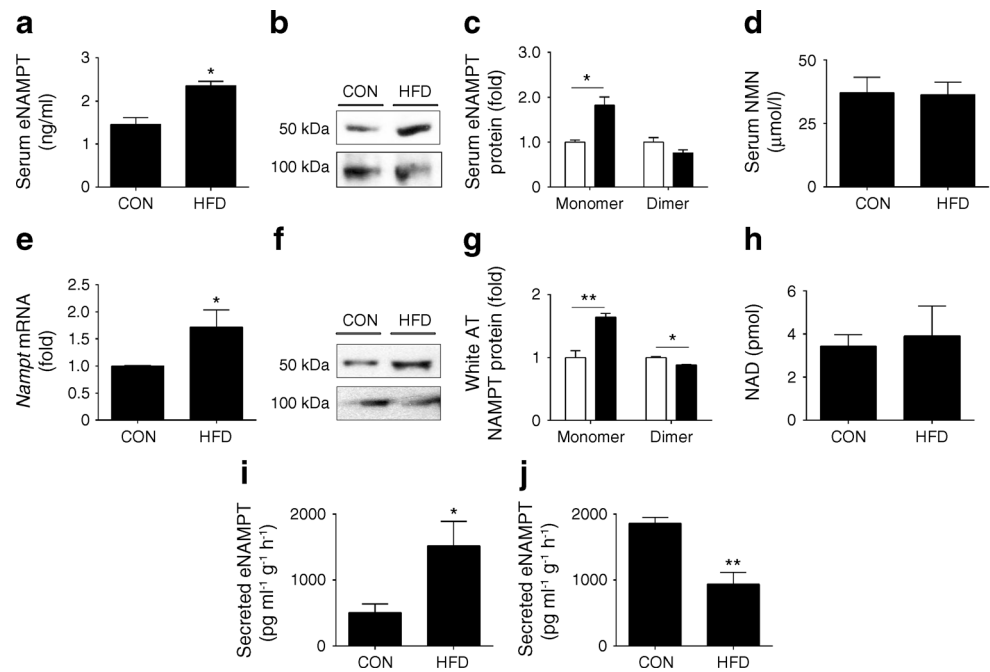 a
Serum eNAMPT
(ng/ml)
3
2
1
0
*
CON
HFD
b
CON HFD
50 kDa
100 kDa
c
Serum eNAMPT
protein (fold)
3.0
2.0
1.0
0
*
Monomer
Dimer
d
Serum NMN
(μmol/l)
50
25
0
CON
HFD
e
Nampt mRNA
(fold)
2.5
2.0
1.5
1.0
0.5
0
*
CON
HFD
f
CON HFD
50 kDa
100 kDa
g
White AT
NAMPT protein (fold)
2
1
0
**
*
Monomer
Dimer
h
NAD (pmol)
6
4
2
0
CON
HFD
i
Secreted eNAMPT
(pg ml-1 g-1 h-1)
2000
1000
0
*
CON
HFD
j
Secreted eNAMPT
(pg ml-1 g-1 h-1)
2000
1000
0
**
CON
HFD